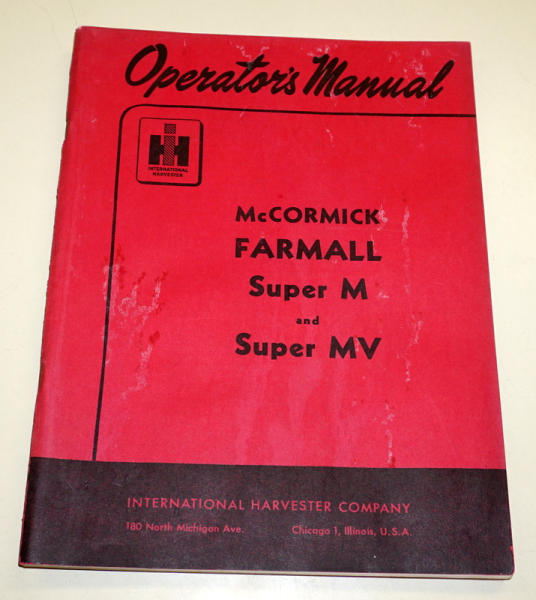 Operator's Manual
IH
INTERNATIONAL
HARVESTER
McCORMICK
FARMALL
Super M
and
Super MV
INTERNATIONAL HARVESTER COMPANY
180 North Michigan Ave. Chicago 1, Illinois, U.S.A.